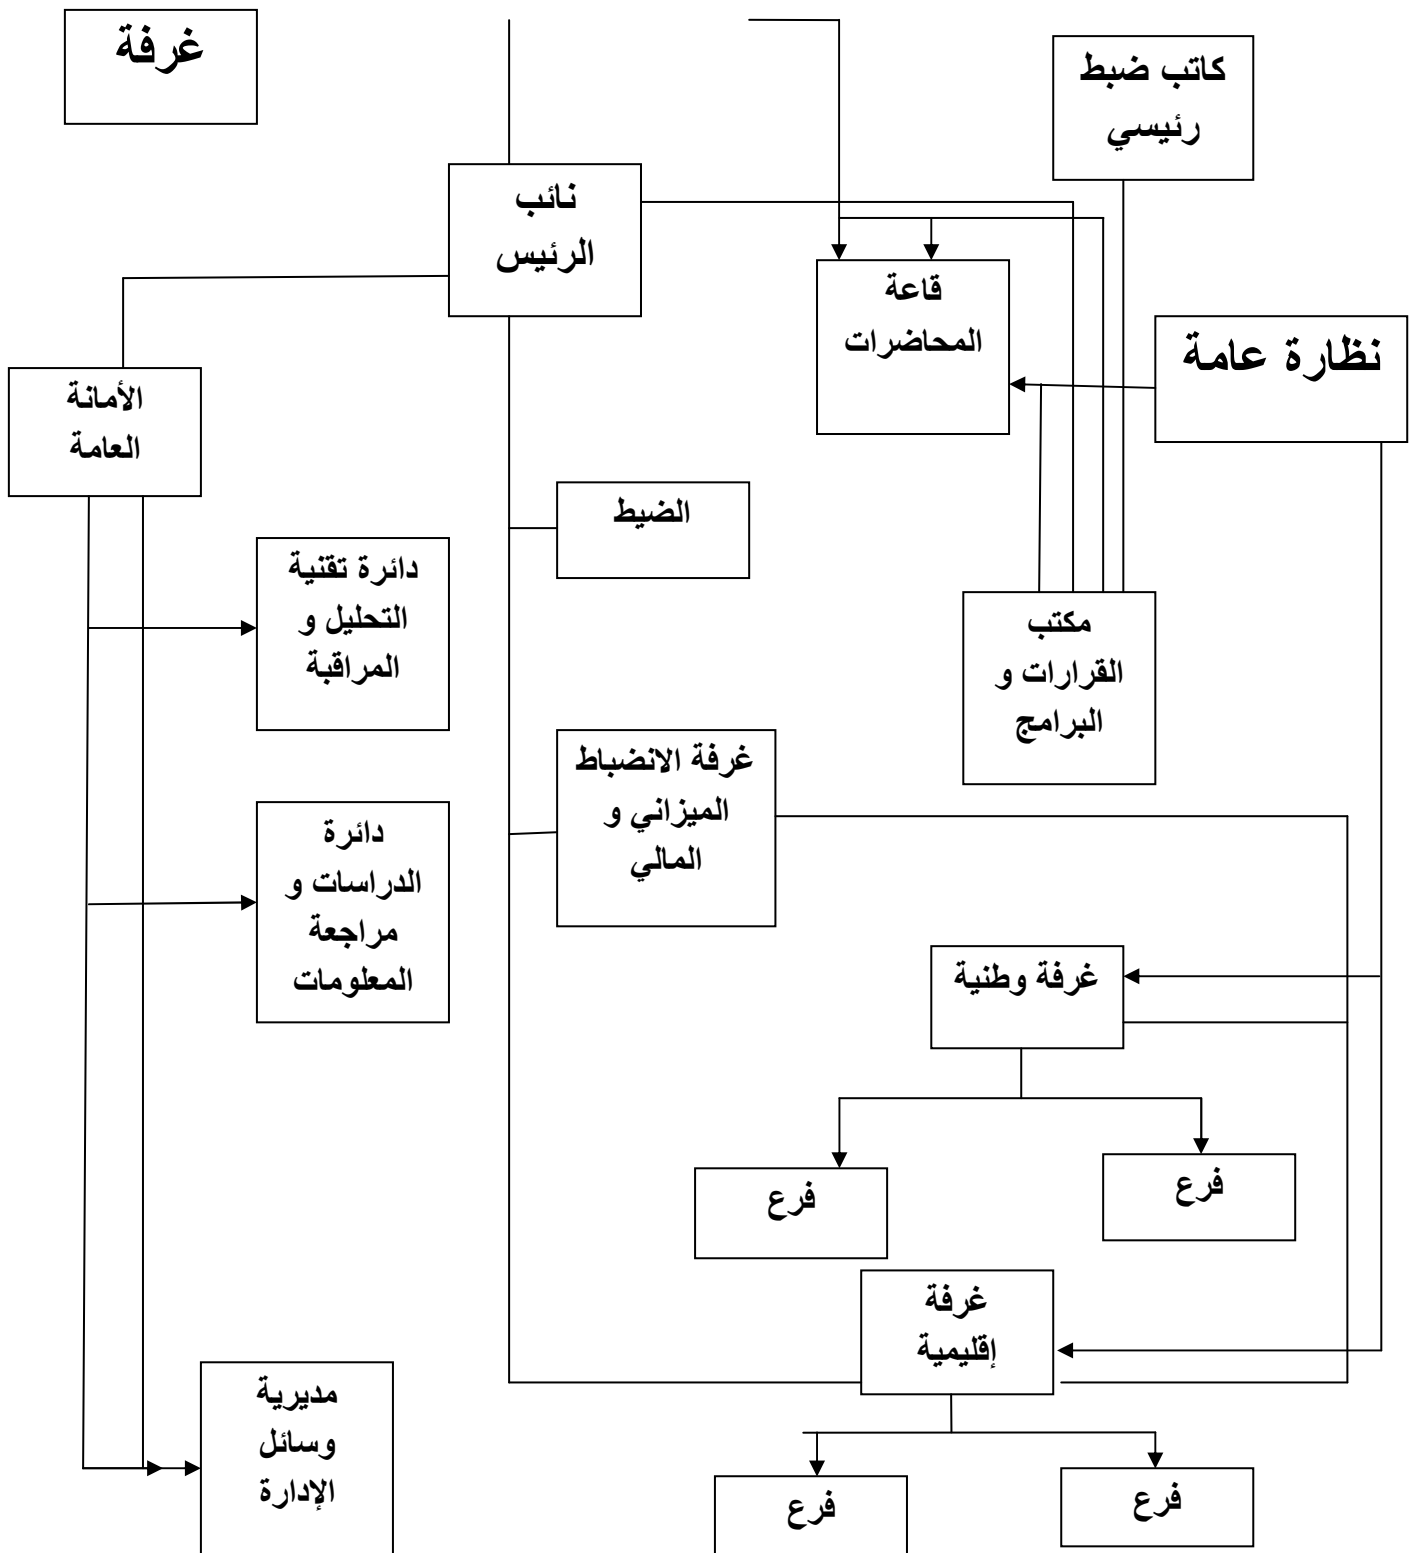 غرفة
كاتب ضبط
رئيسي
نائب
الرئيس
قاعة
المحاضرات
نظارة عامة
الأمانة
العامة
الضيط
دائرة تقنية
التحليل و
المراقبة
مكتب
القرارات و
البرامج
غرفة الانضباط
الميزاني و
المالي
دائرة
الدراسات و
مراجعة
المعلومات
غرفة وطنية
فرع
فرع
غرفة
إقليمية
مديرية
وسائل
الإدارة
فرع
فرع